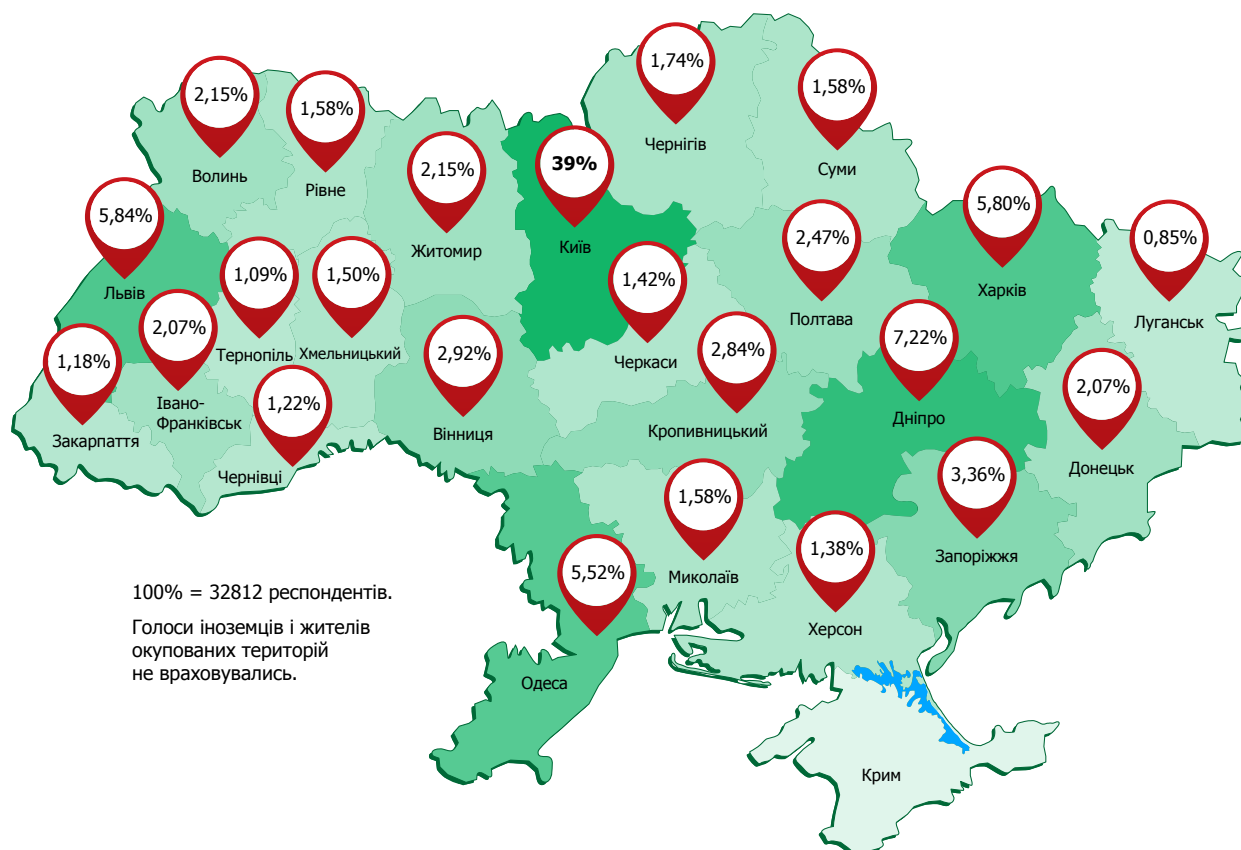 1,74%
Чернігів
1,58%
Суми
2,15%
Волинь
1,58%
Рівне
2,15%
Житомир
39%
Київ
5,84%
Львів
1,09%
Тернопіль
1,50%
Хмельницький
1,42%
Черкаси
2,47%
Полтава
5,80%
Харків
0,85%
Луганськ
1,18%
Закарпаття
2,07%
Івано-
Франківськ
1,22%
Чернівці
2,92%
Вінниця
2,84%
Кропивницький
7,22%
Дніпро
2,07%
Донецьк
3,36%
Запоріжжя
1,58%
Миколаїв
1,38%
Херсон
5,52%
Одеса
Крим
100% = 32812 респондентів.
Голоси іноземців і жителів
окупованих територій
не враховувались.